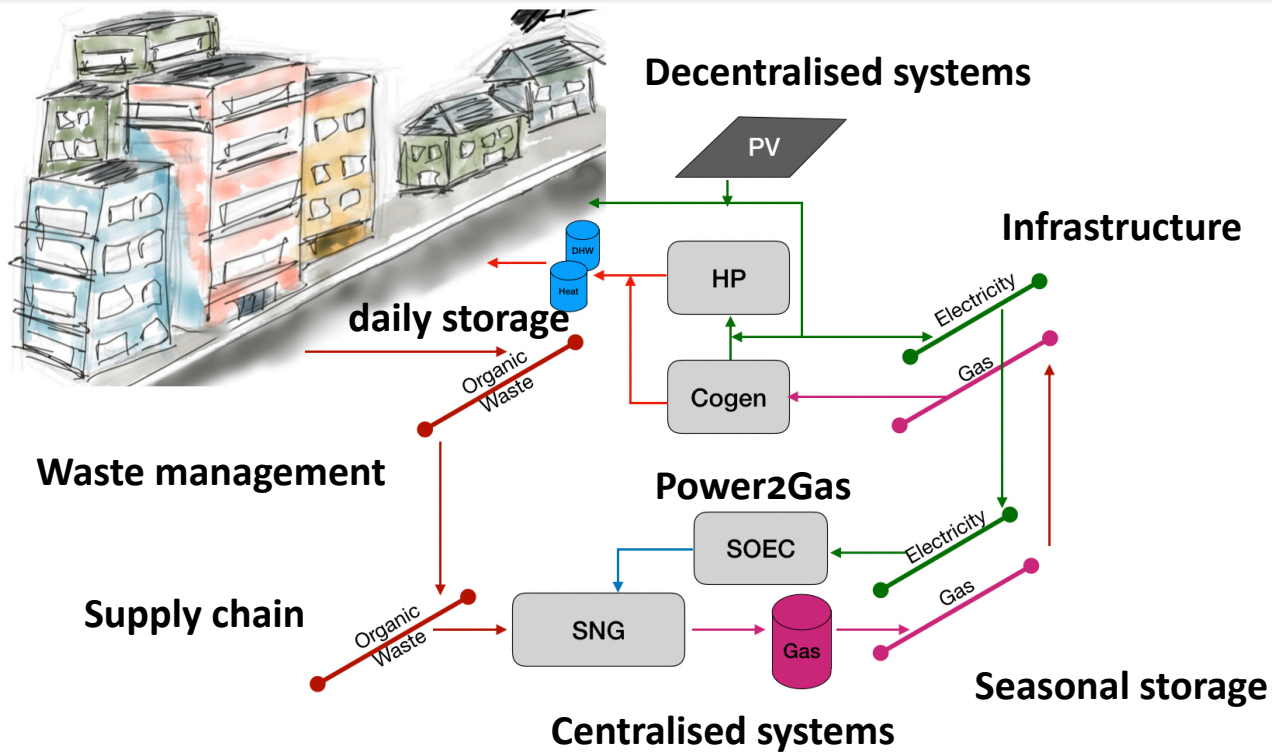 Decentralised systems
PV
Infrastructure
DHW
Heat
HP
daily storage
Electricity
Organic
Waste
Gas
Cogen
Waste management
Power2Gas
SOEC
Electricity
Gas
Supply chain
Organic
Waste
SNG
Gas
Seasonal storage
Centralised systems